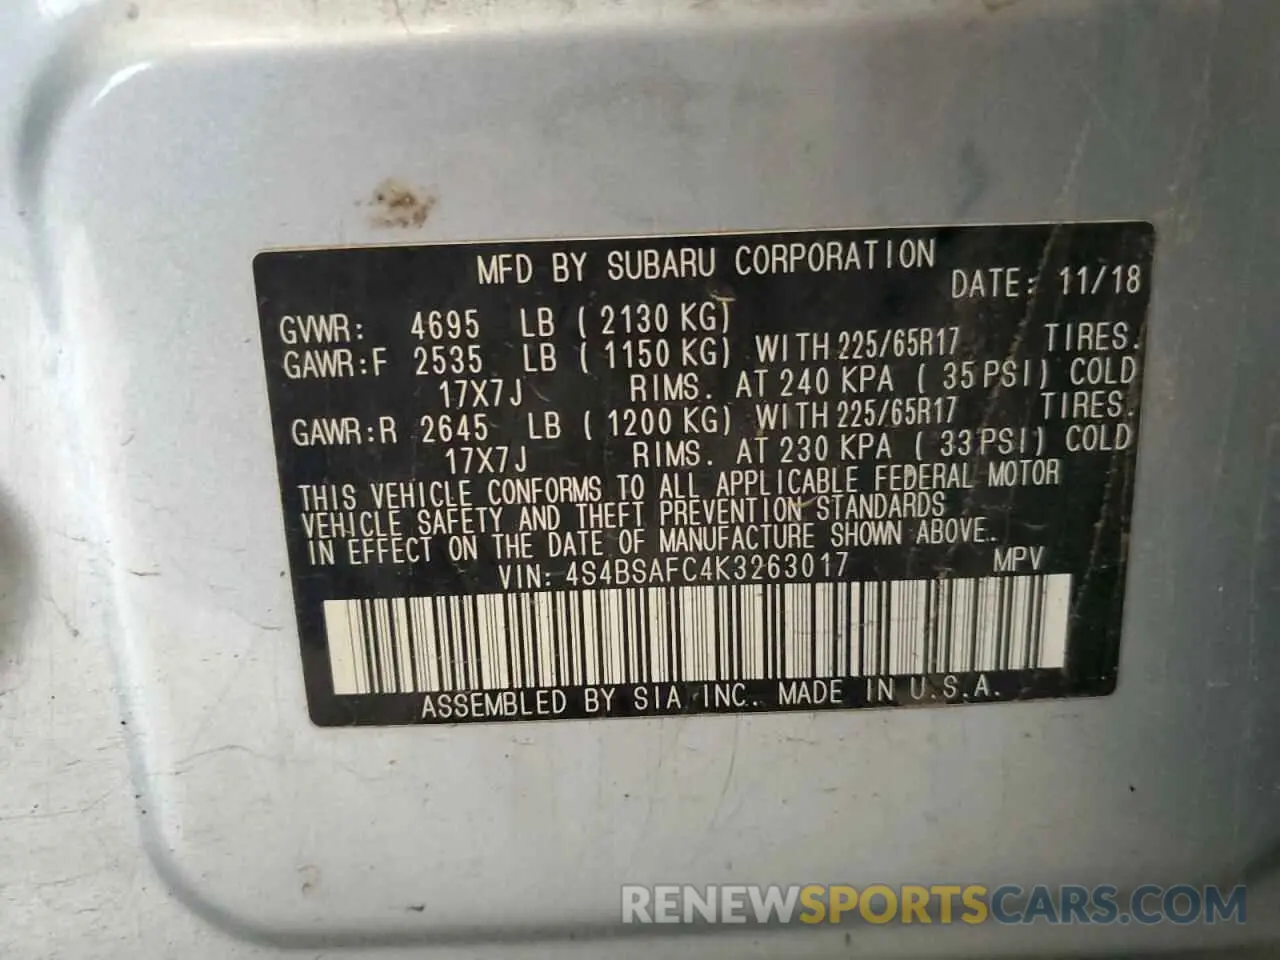 MFD BY SUBARU CORPORATION
DATE: 11/18
GVWR: 4695 LB ( 2130 KG)
GAWR:F 2535 LB ( 1150 KG) WITH 225/65R17 TIRES.
17X7J RIMS. AT 240 KPA ( 35 PSI) COLD
GAWR:R 2645 LB ( 1200 KG) WITH 225/65R17 TIRES.
17X7J RIMS. AT 230 KPA ( 33 PSI) COLD
THIS VEHICLE CONFORMS TO ALL APPLICABLE FEDERAL MOTOR
VEHICLE SAFETY AND THEFT PREVENTION STANDARDS
IN EFFECT ON THE DATE OF MANUFACTURE SHOWN ABOVE.
VIN: 4S4BSAFC4K3263017 MPV
ASSEMBLED BY SIA INC. MADE IN U.S.A.
RENEWSPORTSCARS.COM